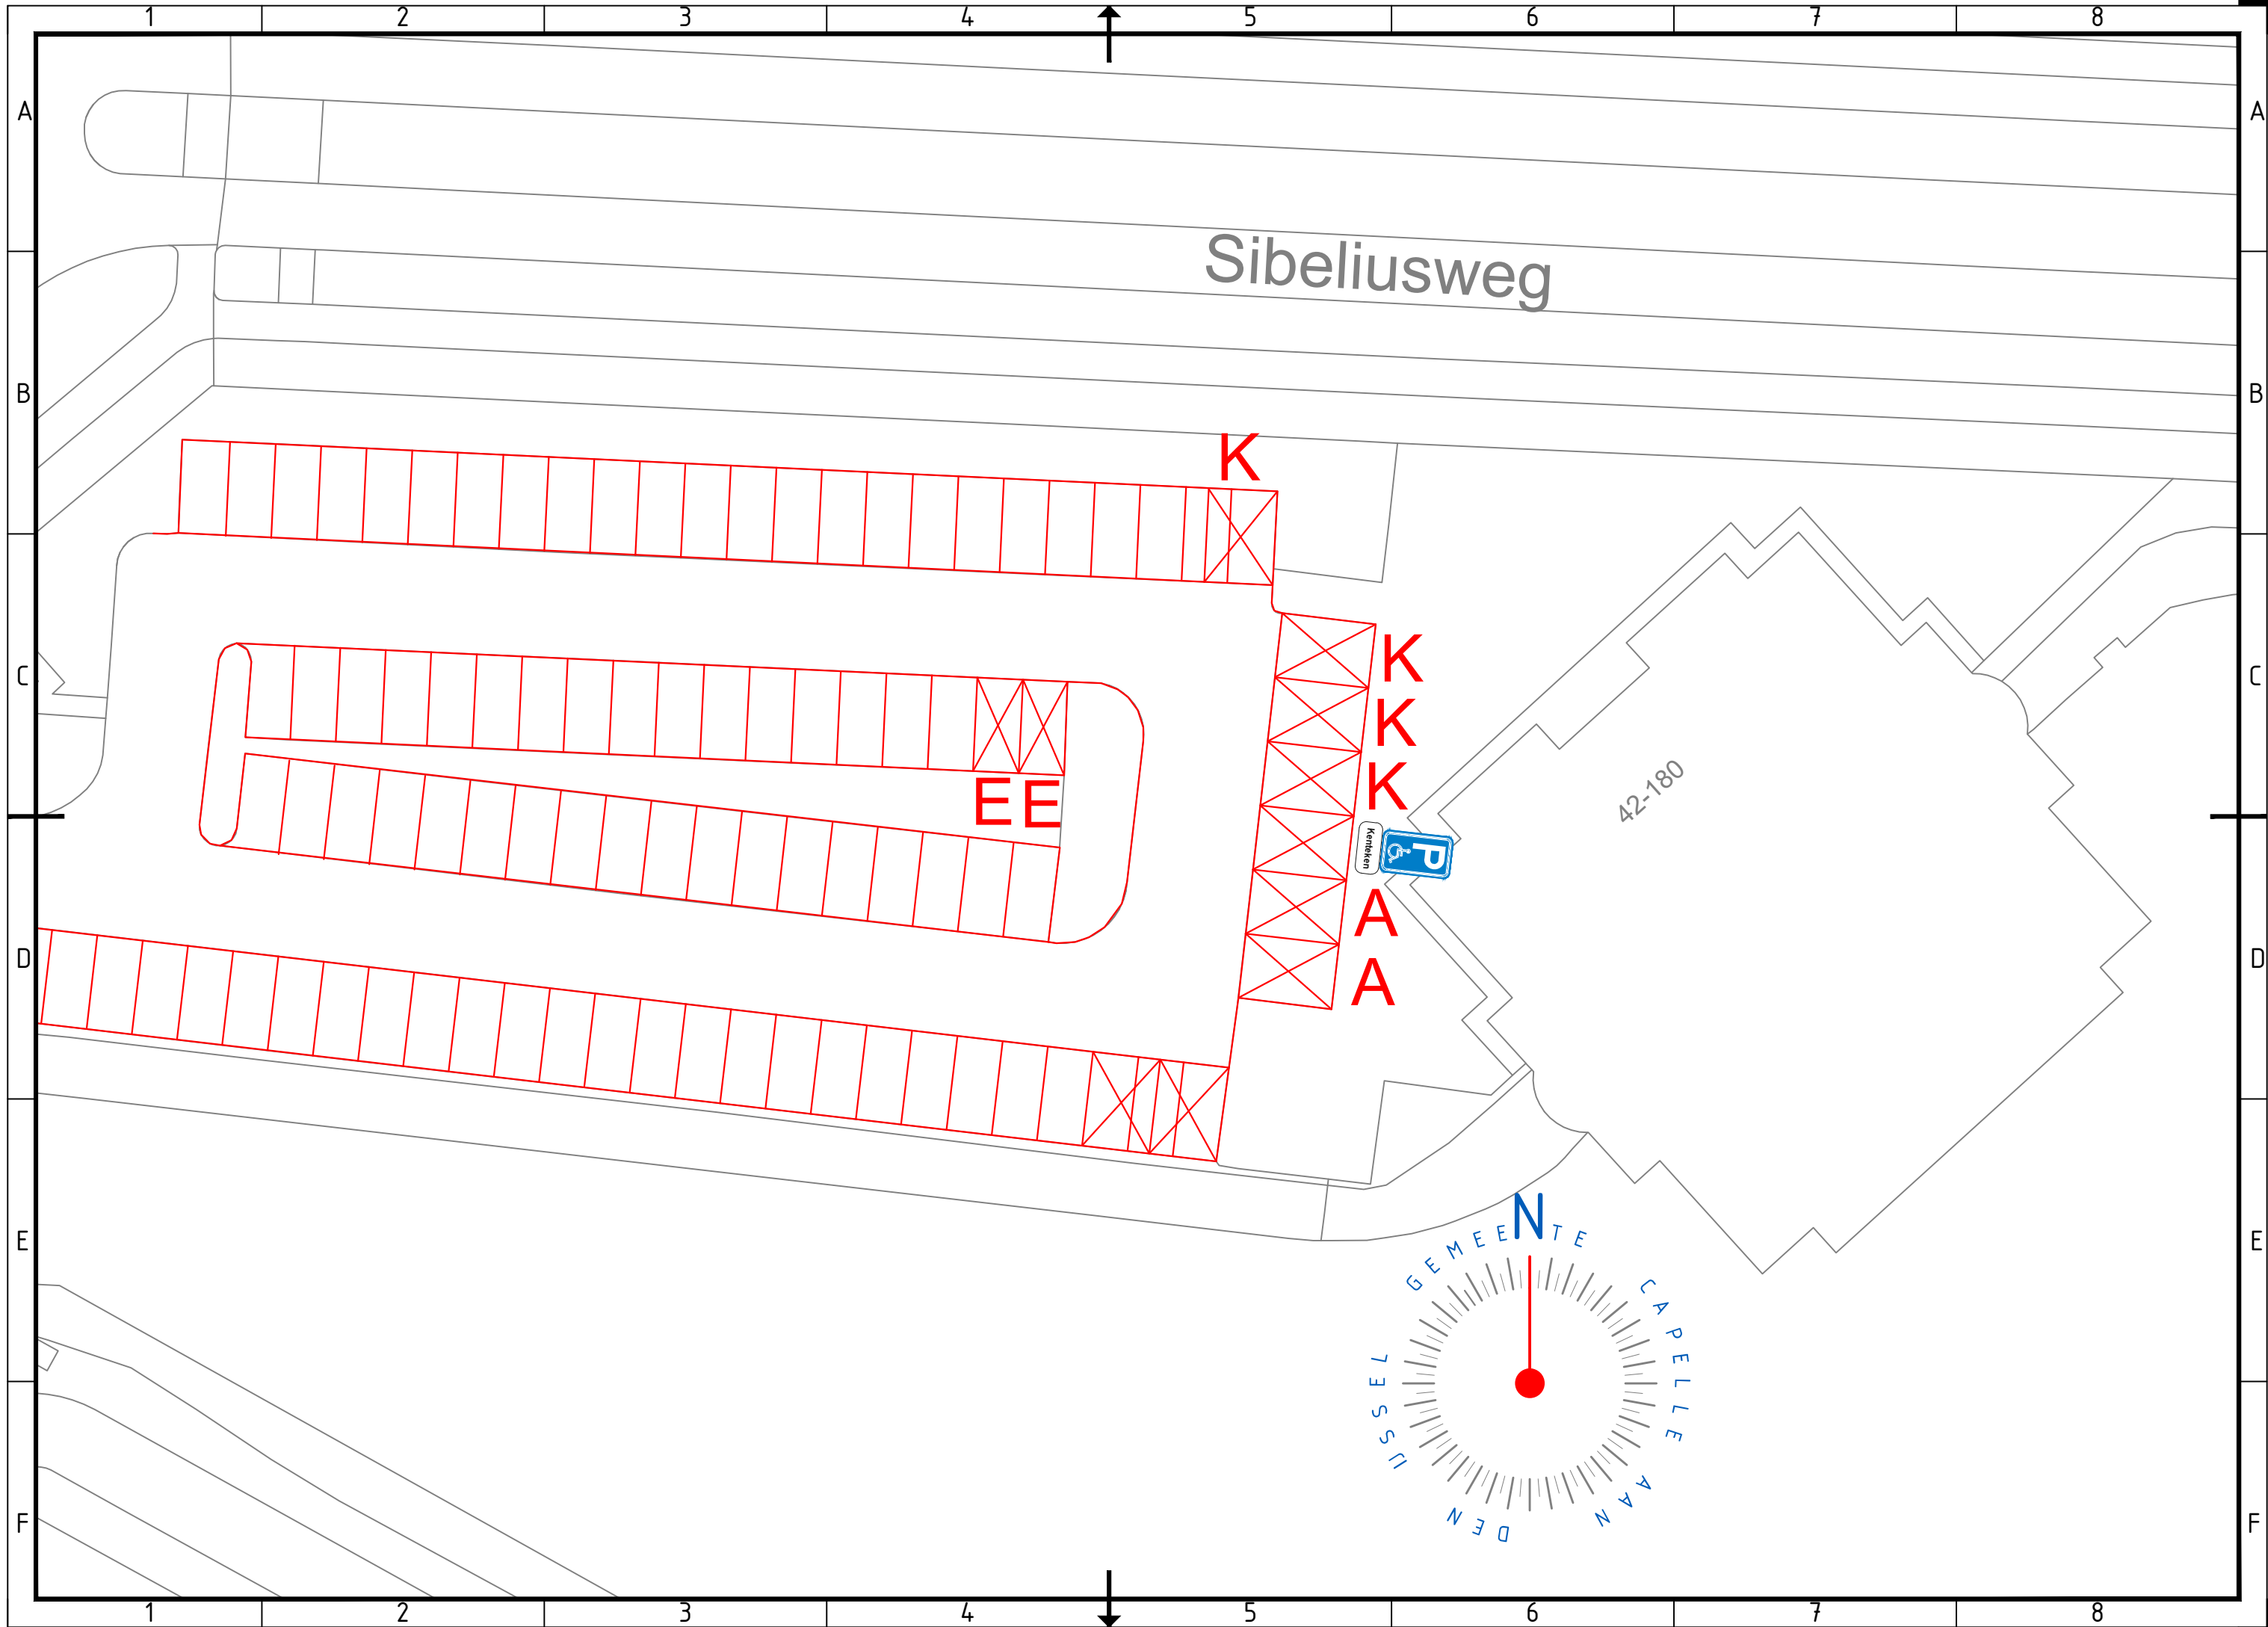 1 2 3 4 5 6 7 8
A A
Sibeliusweg
B B
K
K
C C
K
E E
K
42-180
Kenteken
P
A
D D
A
E E
GEMEENTE
CAPELLE
AAN
DEN
IJSSEL
F F
1 2 3 4 5 6 7 8